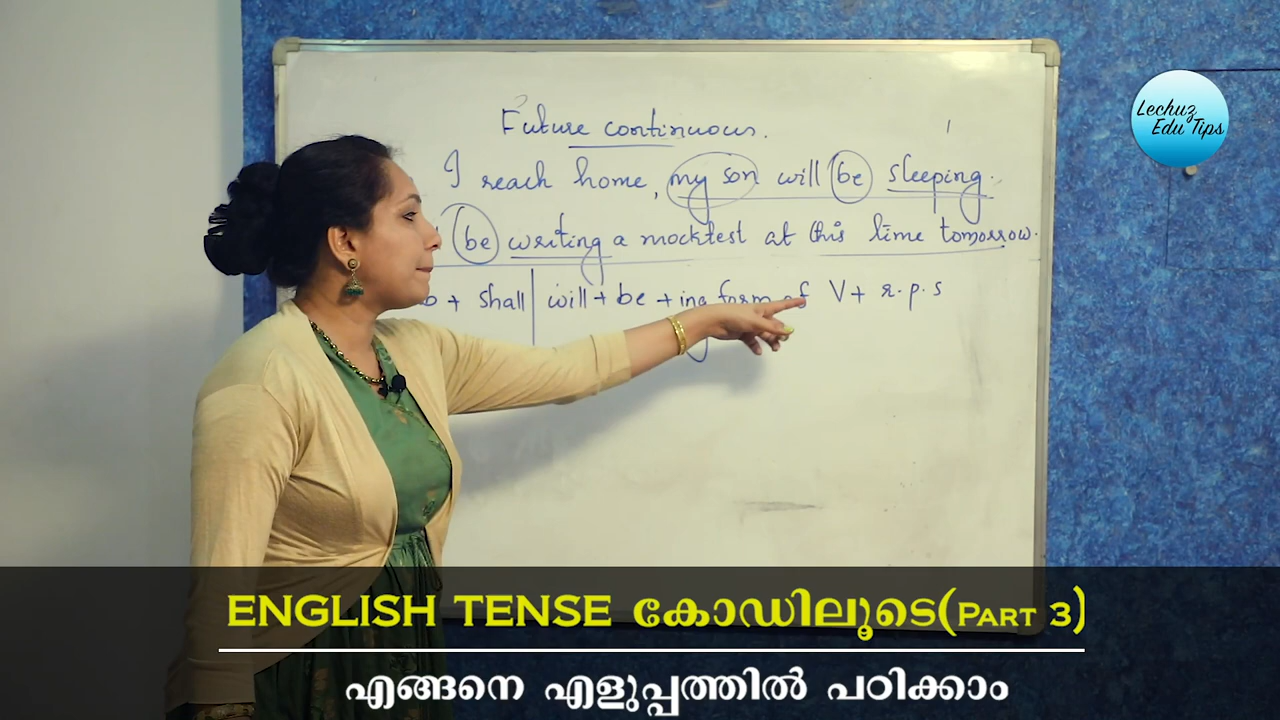 Future continuous.
I reach home, my son will be sleeping.
be writing a mocktest at this time tomorrow.
+ shall | will + be + ing form of V + r.p.s
Lechuz
Edu Tips
ENGLISH TENSE കോഡിലൂടെ(PART 3)
എങ്ങനെ എളുപ്പത്തിൽ പഠിക്കാം